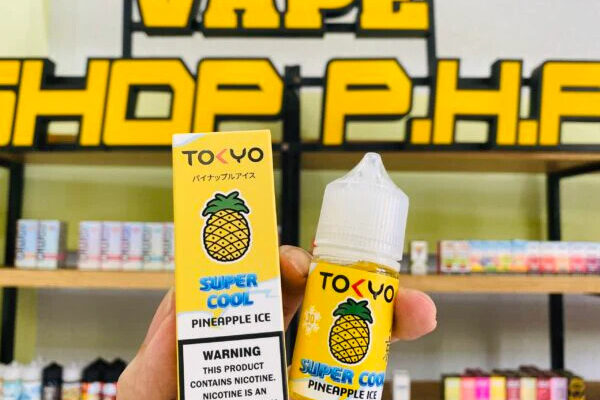 VAPE
SHOP P.H.F
TOKYO
パイナップルアイス
SUPER
COOL
PINEAPPLE ICE
WARNING
THIS PRODUCT
CONTAINS NICOTINE.
NICOTINE IS AN
TOKYO
SUPER COOL
PINEAPPLE ICE